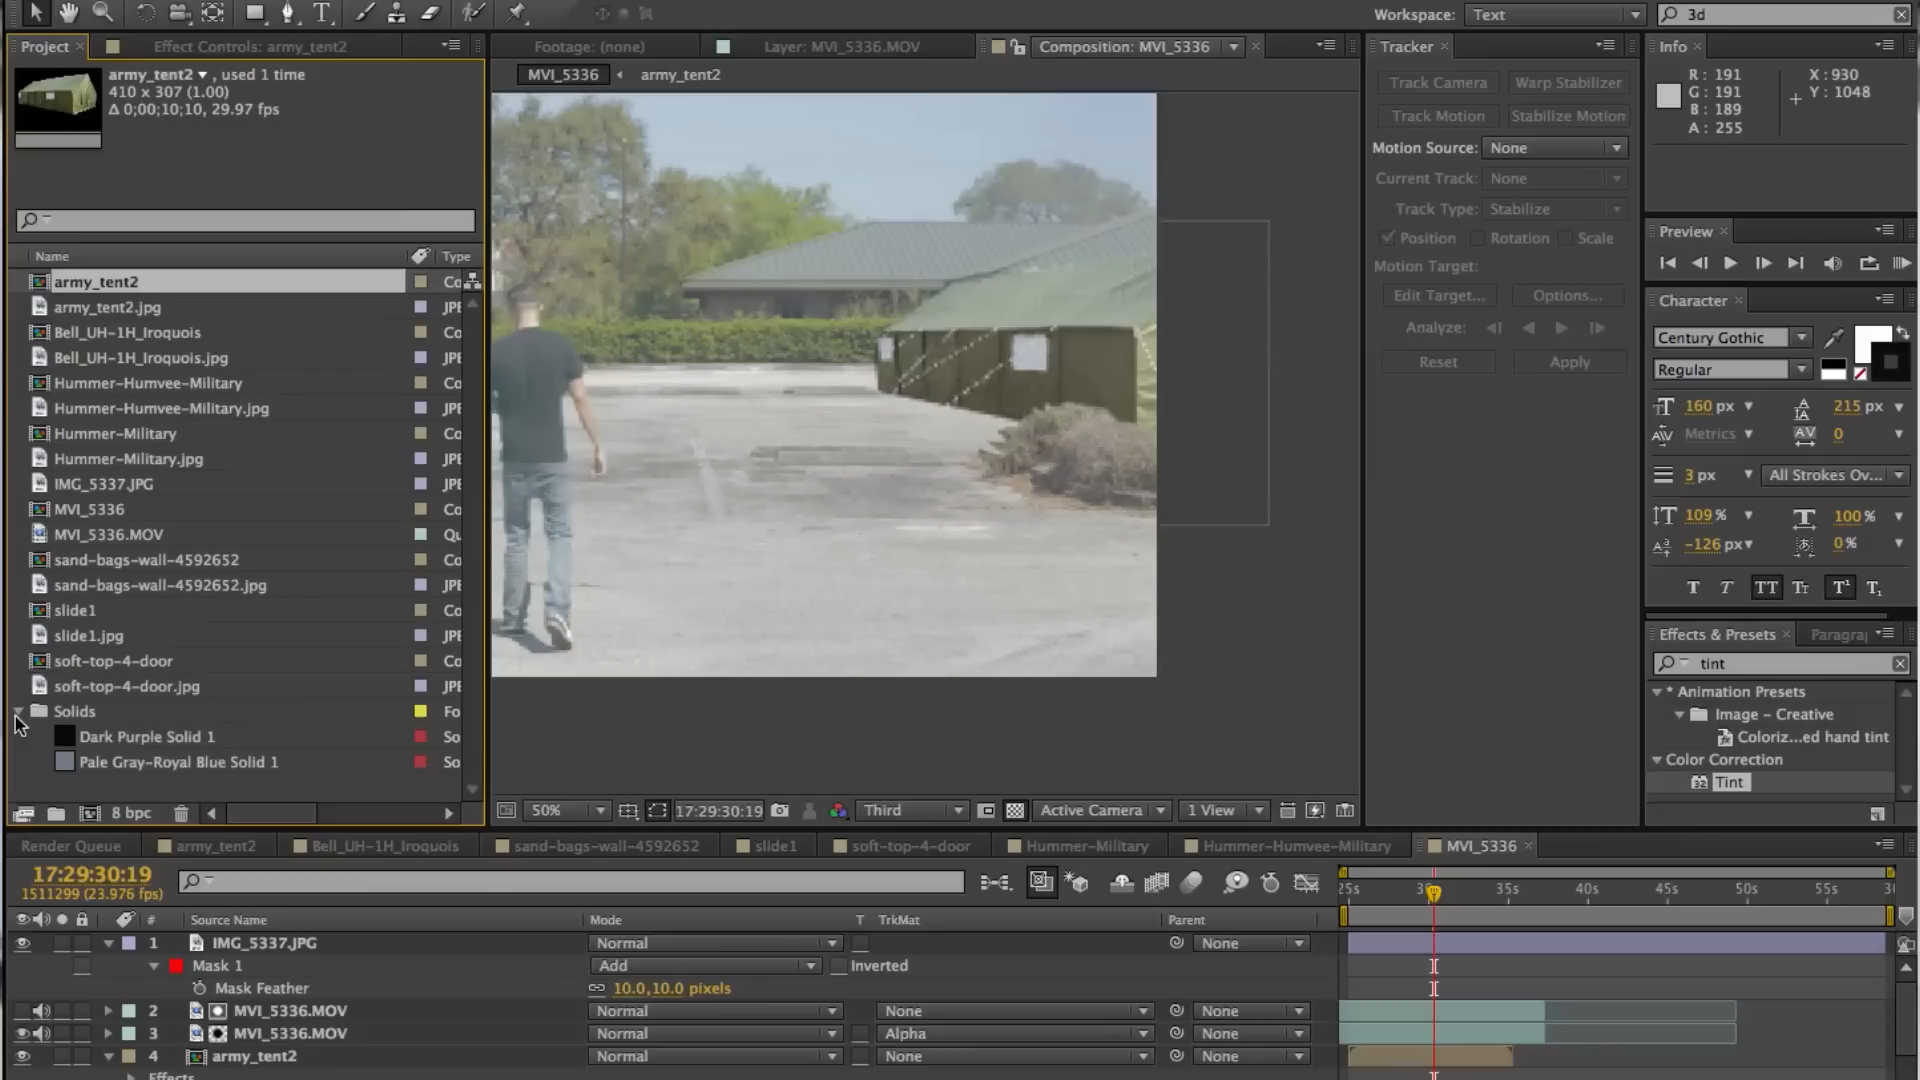 Workspace: Text
3d
Project
Effect Controls: army_tent2
Footage: (none)
Layer: MVI_5336.MOV
Composition: MVI_5336
Tracker
Info
army_tent2 , used 1 time
410 x 307 (1.00)
Δ 0;00;10;10, 29.97 fps
MVI_5336
army_tent2
Track Camera
Warp Stabilizer
Track Motion
Stabilize Motion
Motion Source: None
Current Track: None
Track Type: Stabilize
Position
Rotation
Scale
Motion Target:
Edit Target...
Options...
Analyze:
Reset
Apply
R : 191
G : 191
B : 189
A : 255
X : 930
Y : 1048
Preview
Character
Century Gothic
Regular
160 px
215 px
Metrics
0
3 px
All Strokes Ov...
109 %
100 %
-126 px
0 %
T T TT Tт T¹ T₁
Effects & Presets
Paragraj
tint
* Animation Presets
Image - Creative
Coloriz...ed hand tint
Color Correction
Tint
Name
Type
army_tent2
Co
army_tent2.jpg
JPE
Bell_UH-1H_Iroquois
Co
Bell_UH-1H_Iroquois.jpg
JPE
Hummer-Humvee-Military
Co
Hummer-Humvee-Military.jpg
JPE
Hummer-Military
Co
Hummer-Military.jpg
JPE
IMG_5337.JPG
JPE
MVI_5336
Co
MVI_5336.MOV
Qu
sand-bags-wall-4592652
Co
sand-bags-wall-4592652.jpg
JPE
slide1
Co
slide1.jpg
JPE
soft-top-4-door
Co
soft-top-4-door.jpg
JPE
Solids
Fo
Dark Purple Solid 1
So
Pale Gray-Royal Blue Solid 1
So
8 bpc
50%
17:29:30:19
Third
Active Camera
1 View
Render Queue
army_tent2
Bell_UH-1H_Iroquois
sand-bags-wall-4592652
slide1
soft-top-4-door
Hummer-Military
Hummer-Humvee-Military
MVI_5336
17:29:30:19
1511299 (23.976 fps)
25s
35s
40s
45s
50s
55s
#
Source Name
Mode
T
TrkMat
Parent
1
IMG_5337.JPG
Normal
None
Mask 1
Add
Inverted
Mask Feather
10.0,10.0 pixels
2
MVI_5336.MOV
Normal
None
None
3
MVI_5336.MOV
Normal
Alpha
None
4
army_tent2
Normal
None
None
Effects